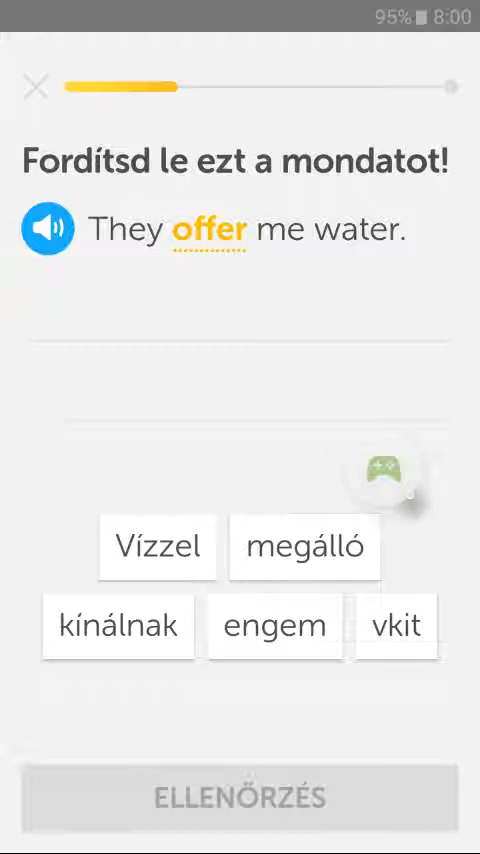 95% 8:00
Fordítsd le ezt a mondatot!
They offer me water.
Vízzel megálló
kínálnak engem vkit
ELLENŐRZÉS